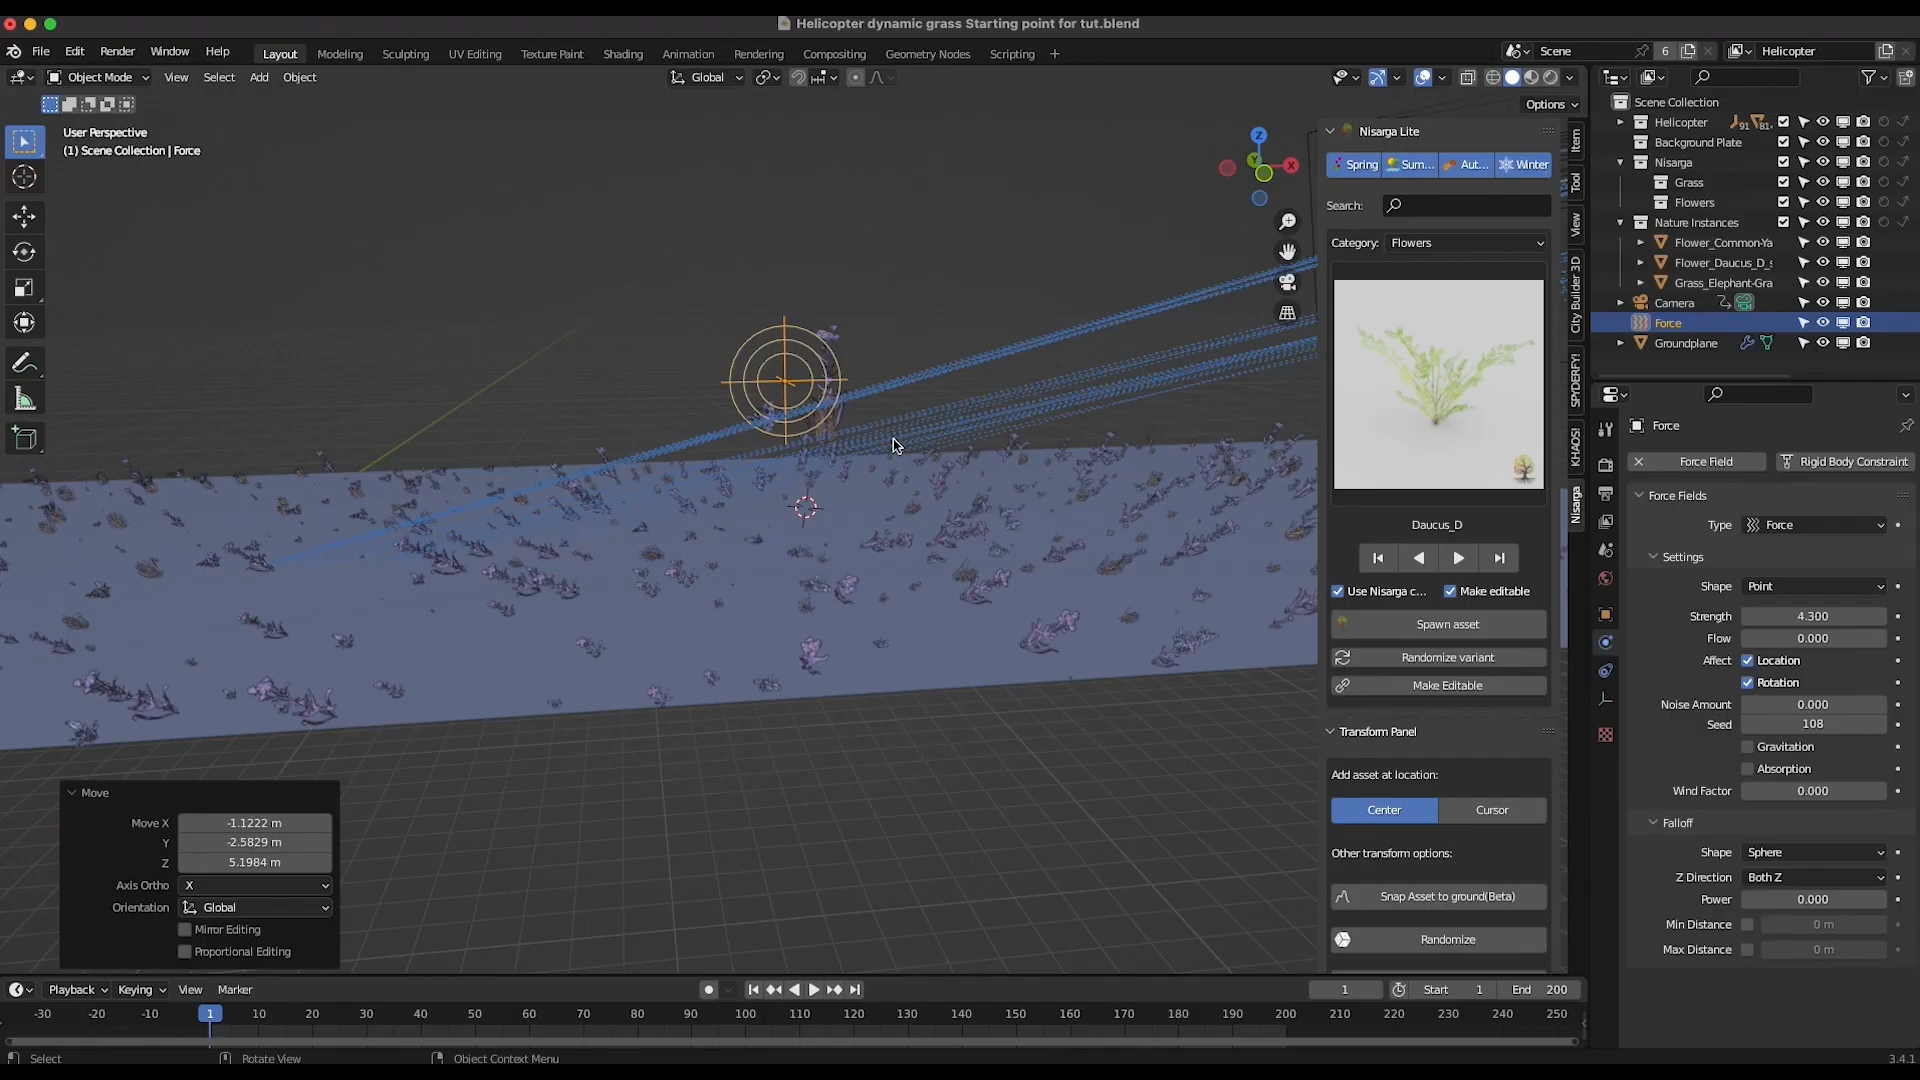 Helicopter dynamic grass Starting point for tut.blend
File Edit Render Window Help Layout Modeling Sculpting UV Editing Texture Paint Shading Animation Rendering Compositing Geometry Nodes Scripting + Scene 6 Helicopter
Object Mode View Select Add Object Global
Options
User Perspective
(1) Scene Collection | Force
Z
Y
X
Nisarga Lite
Spring Sum... Aut... Winter
Search:
Category: Flowers
Daucus_D
Use Nisarga c... Make editable
Spawn asset
Randomize variant
Make Editable
Transform Panel
Add asset at location:
Center Cursor
Other transform options:
Snap Asset to ground(Beta)
Randomize
Item
Tool
View
City Builder 3D
SPYDERFY!
KHAOS!
Nisarga
Scene Collection
Helicopter 91 81
Background Plate
Nisarga
Grass
Flowers
Nature Instances
Flower_Common-Ya
Flower_Daucus_D_s
Grass_Elephant-Gra
Camera
Force
Groundplane
Force
Force Field Rigid Body Constraint
Force Fields
Type Force
Settings
Shape Point
Strength 4.300
Flow 0.000
Affect Location
Rotation
Noise Amount 0.000
Seed 108
Gravitation
Absorption
Wind Factor 0.000
Falloff
Shape Sphere
Z Direction Both Z
Power 0.000
Min Distance 0 m
Max Distance 0 m
Move
Move X -1.1222 m
Y -2.5829 m
Z 5.1984 m
Axis Ortho X
Orientation Global
Mirror Editing
Proportional Editing
Playback Keying View Marker 1 Start 1 End 200
-30 -20 -10 1 10 20 30 40 50 60 70 80 90 100 110 120 130 140 150 160 170 180 190 200 210 220 230 240 250
Select Rotate View Object Context Menu 3.4.1